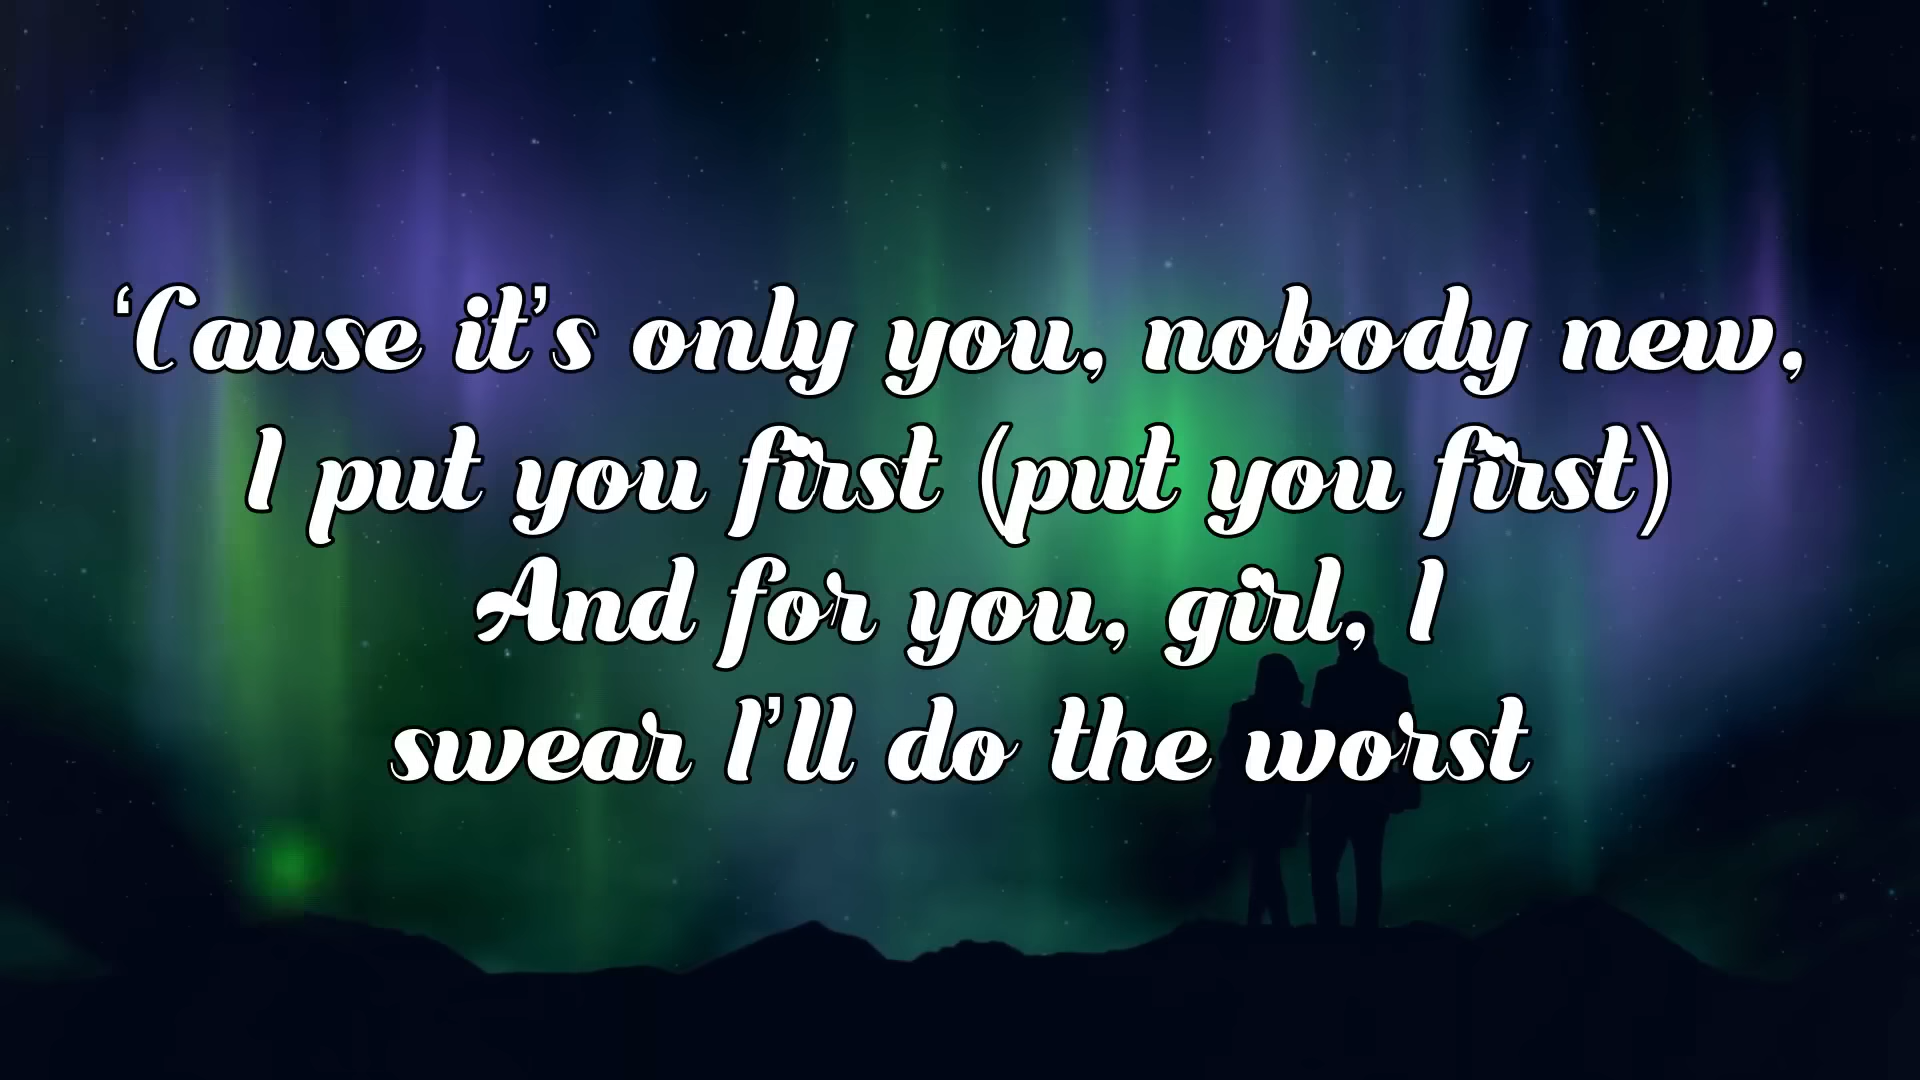 ‘Cause it’s only you, nobody new,
I put you first (put you first)
And for you, girl, I
swear I’ll do the worst